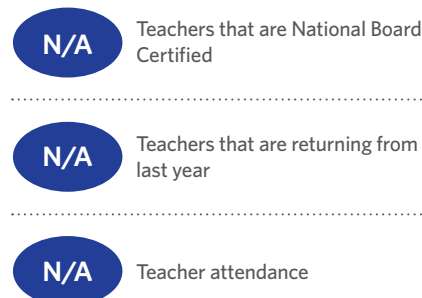 N/A
Teachers that are National Board
Certified
N/A
Teachers that are returning from
last year
N/A
Teacher attendance